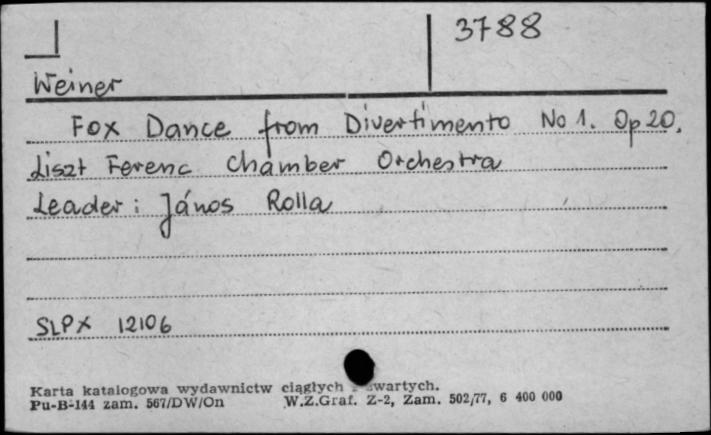 3788
Weiner
Fox Dance from Divertimento No 1. Op 20.
Liszt Ferenc Chamber Orchestra
Leader: János Rolla
SLPX 12106
Karta katalogowa wydawnictw ciągłych zwartych.
Pu-B-144 zam. 567/DW/On W.Z.Graf. Z-2, Zam. 502/77, 6 400 000